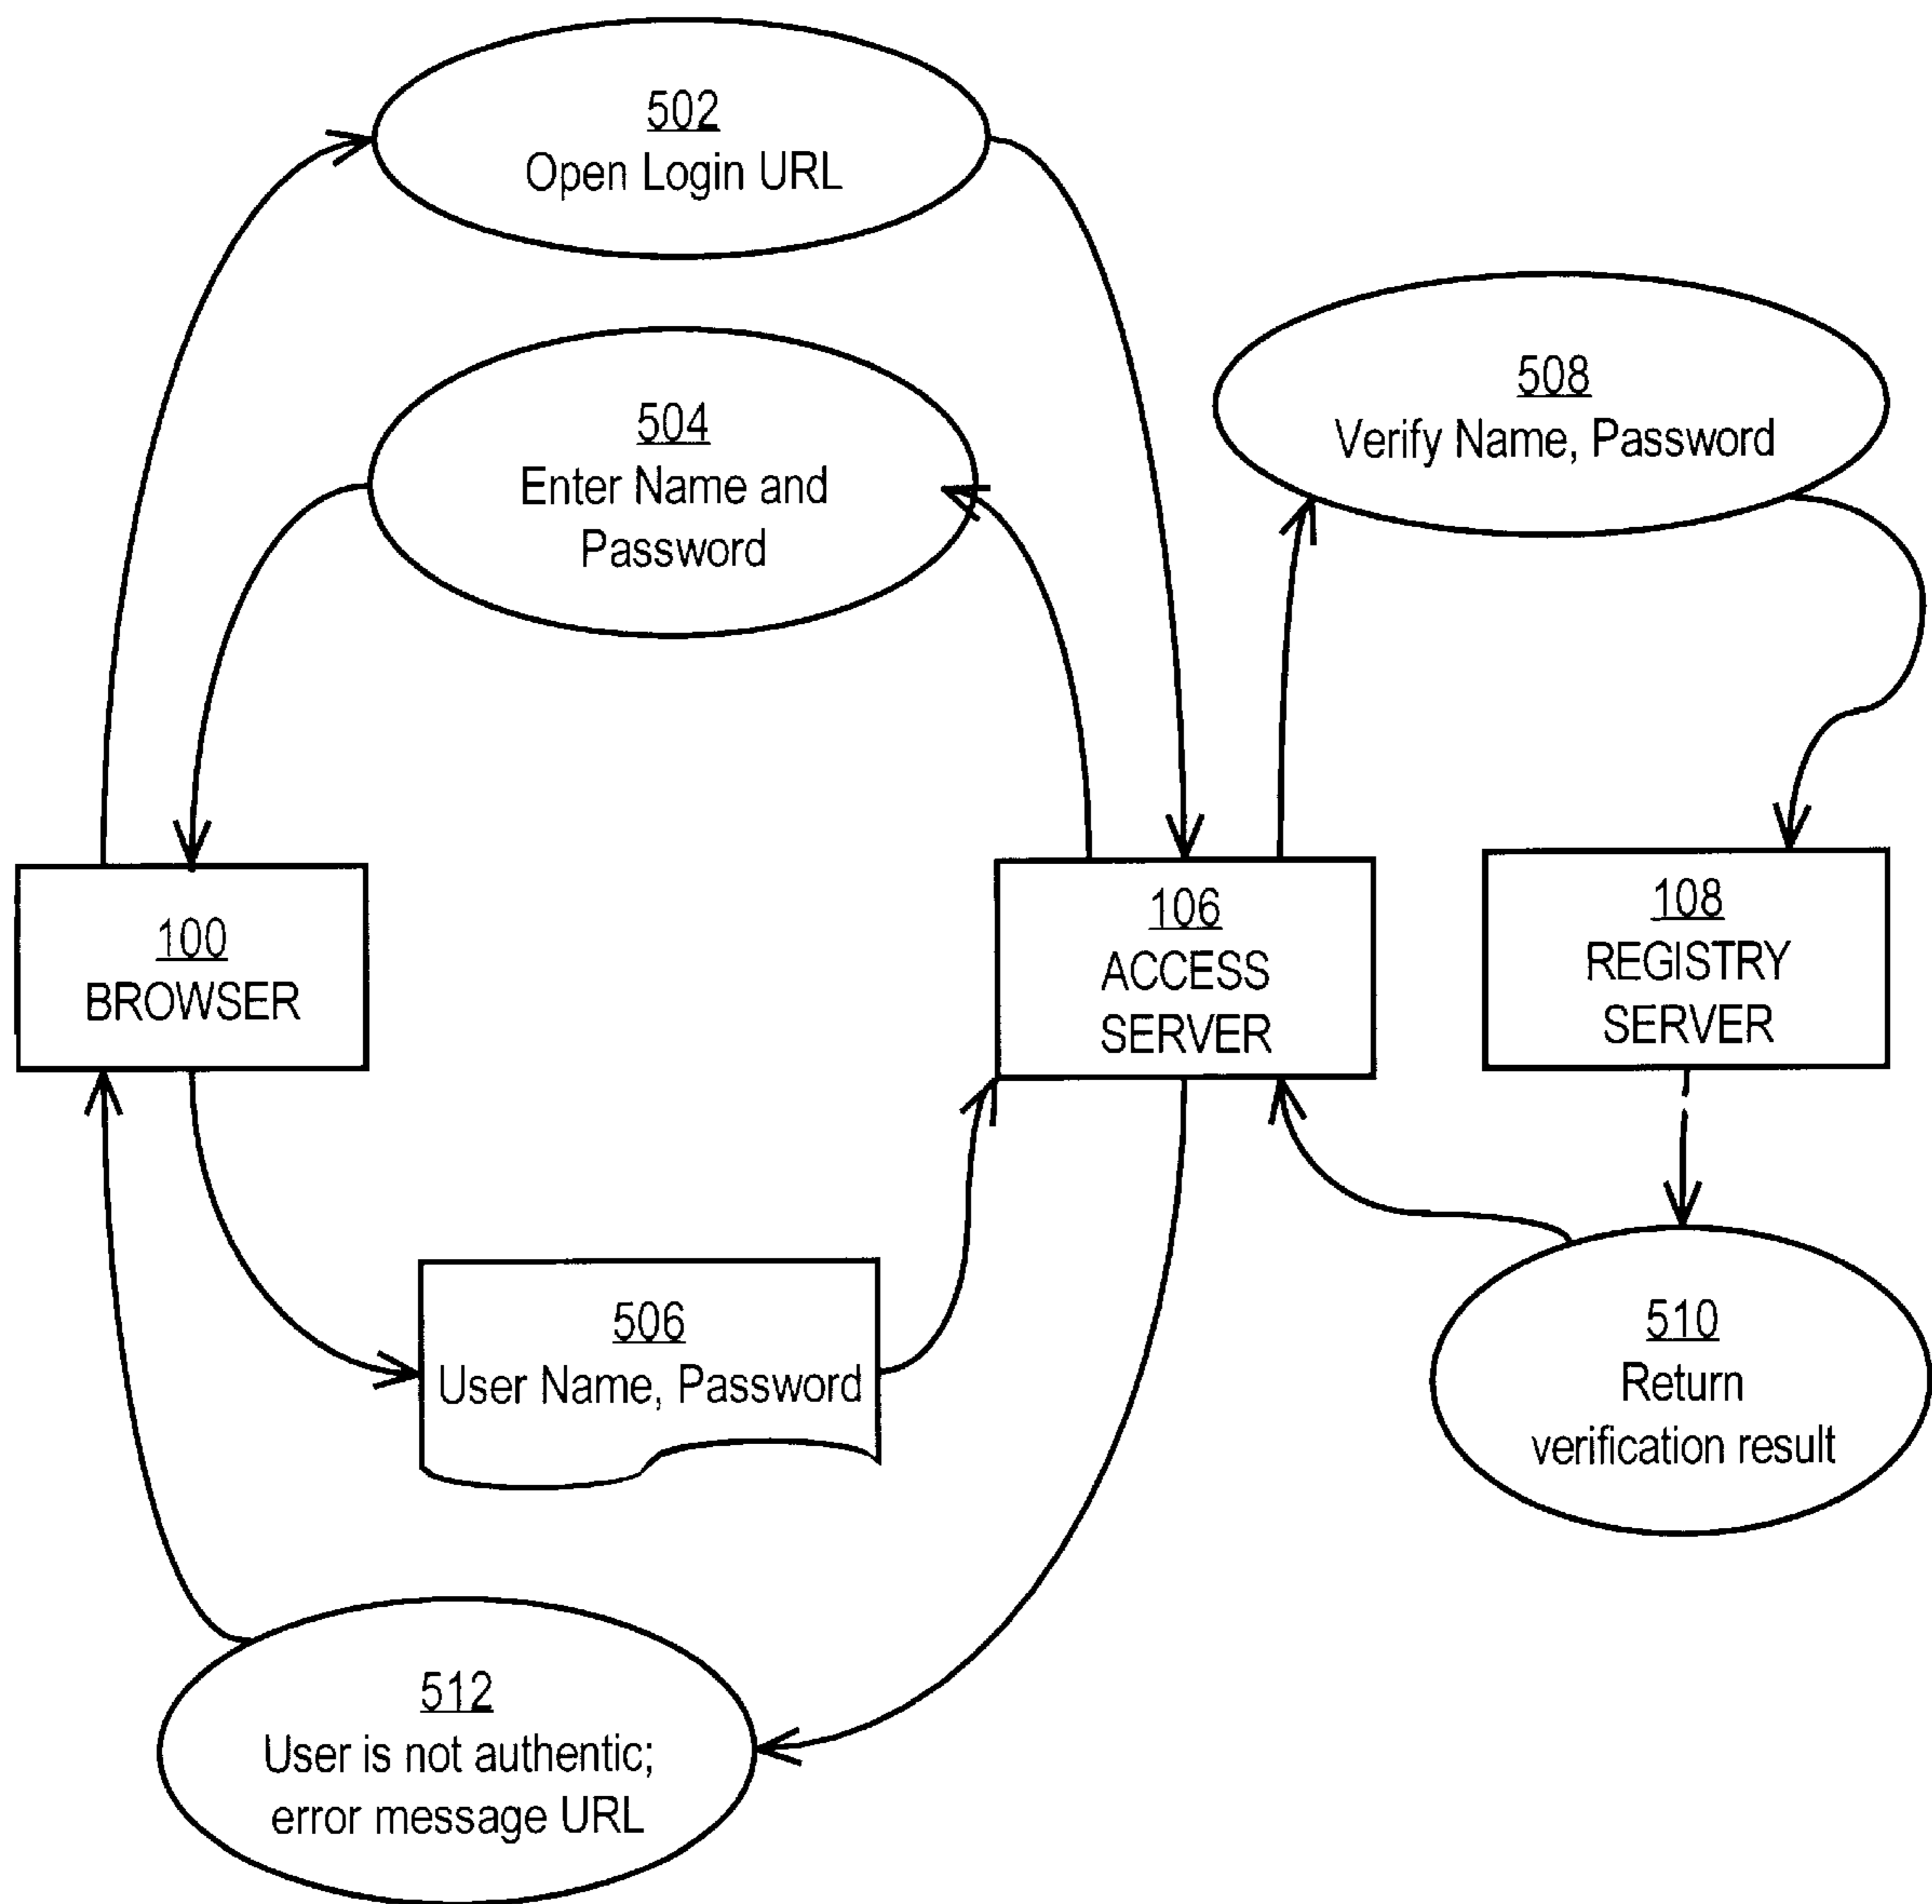 502
Open Login URL
504
Enter Name and
Password
508
Verify Name, Password
100
BROWSER
106
ACCESS
SERVER
108
REGISTRY
SERVER
506
User Name, Password
510
Return
verification result
512
User is not authentic;
error message URL